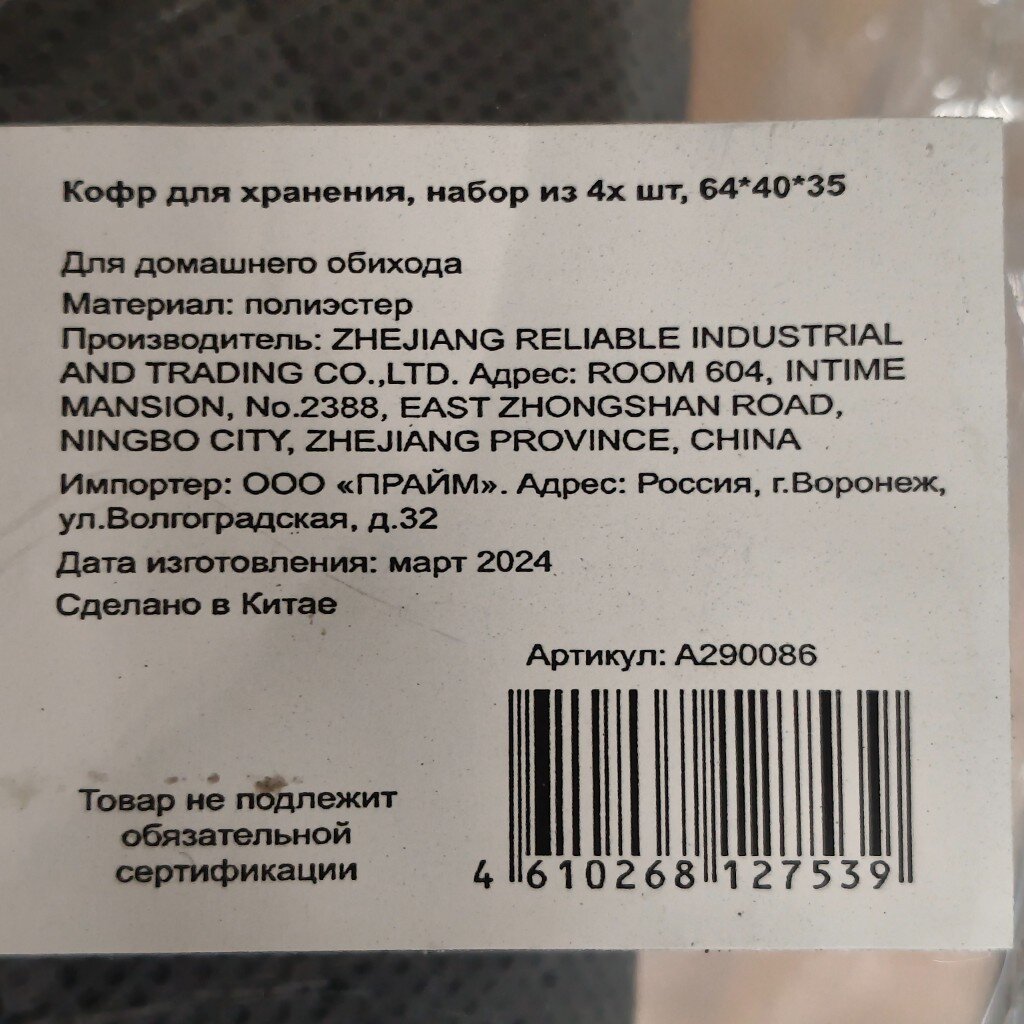 Кофр для хранения, набор из 4х шт, 64*40*35
Для домашнего обихода
Материал: полиэстер
Производитель: ZHEJIANG RELIABLE INDUSTRIAL
AND TRADING CO.,LTD. Адрес: ROOM 604, INTIME
MANSION, No.2388, EAST ZHONGSHAN ROAD,
NINGBO CITY, ZHEJIANG PROVINCE, CHINA
Импортер: ООО «ПРАЙМ». Адрес: Россия, г.Воронеж,
ул.Волгоградская, д.32
Дата изготовления: март 2024
Сделано в Китае
Артикул: А290086
Товар не подлежит
обязательной
сертификации
4 610268 127539